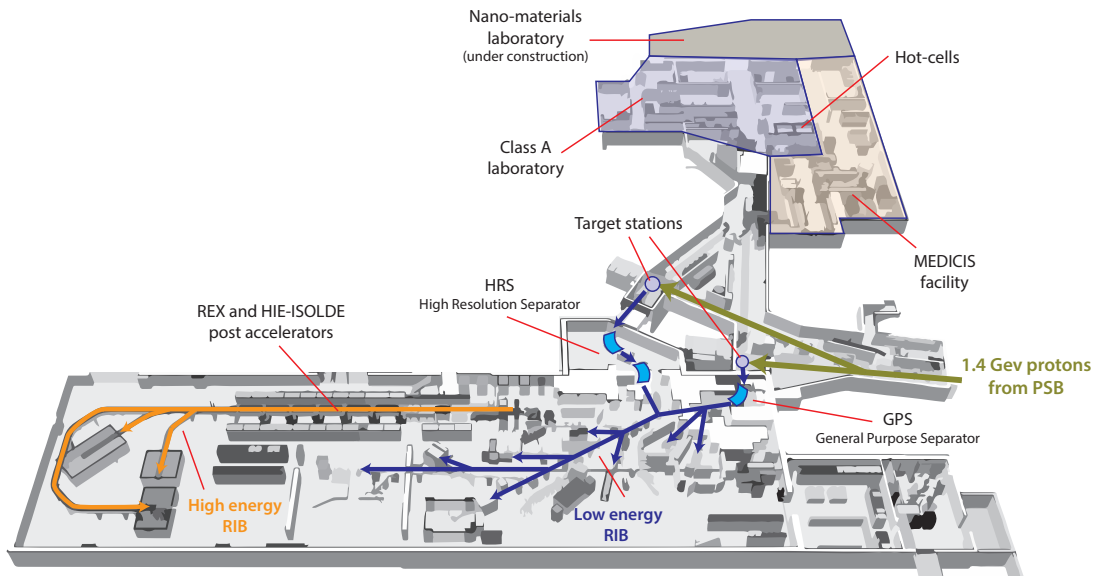 Nano-materials
laboratory
(under construction)
Hot-cells
Class A
laboratory
Target stations
MEDICIS
facility
HRS
High Resolution Separator
REX and HIE-ISOLDE
post accelerators
1.4 Gev protons
from PSB
GPS
General Purpose Separator
High energy
RIB
Low energy
RIB